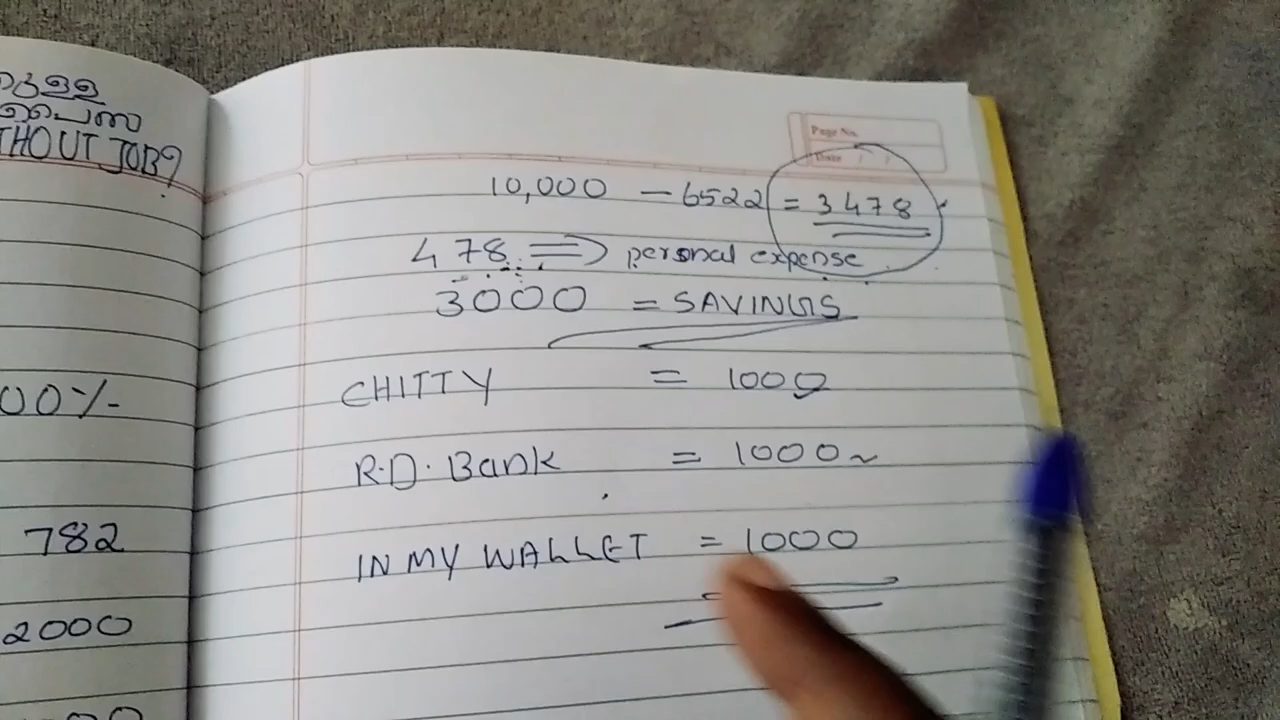 റുള്ള
പൈസ
THOUT JOB?
00%-
782
2000
Page No.
Date / /
10,000 - 6522 = 3478
478 => personal expense
3000 = SAVINGS
CHITTY = 1000
R.D. Bank = 1000~
IN MY WALLET = 1000